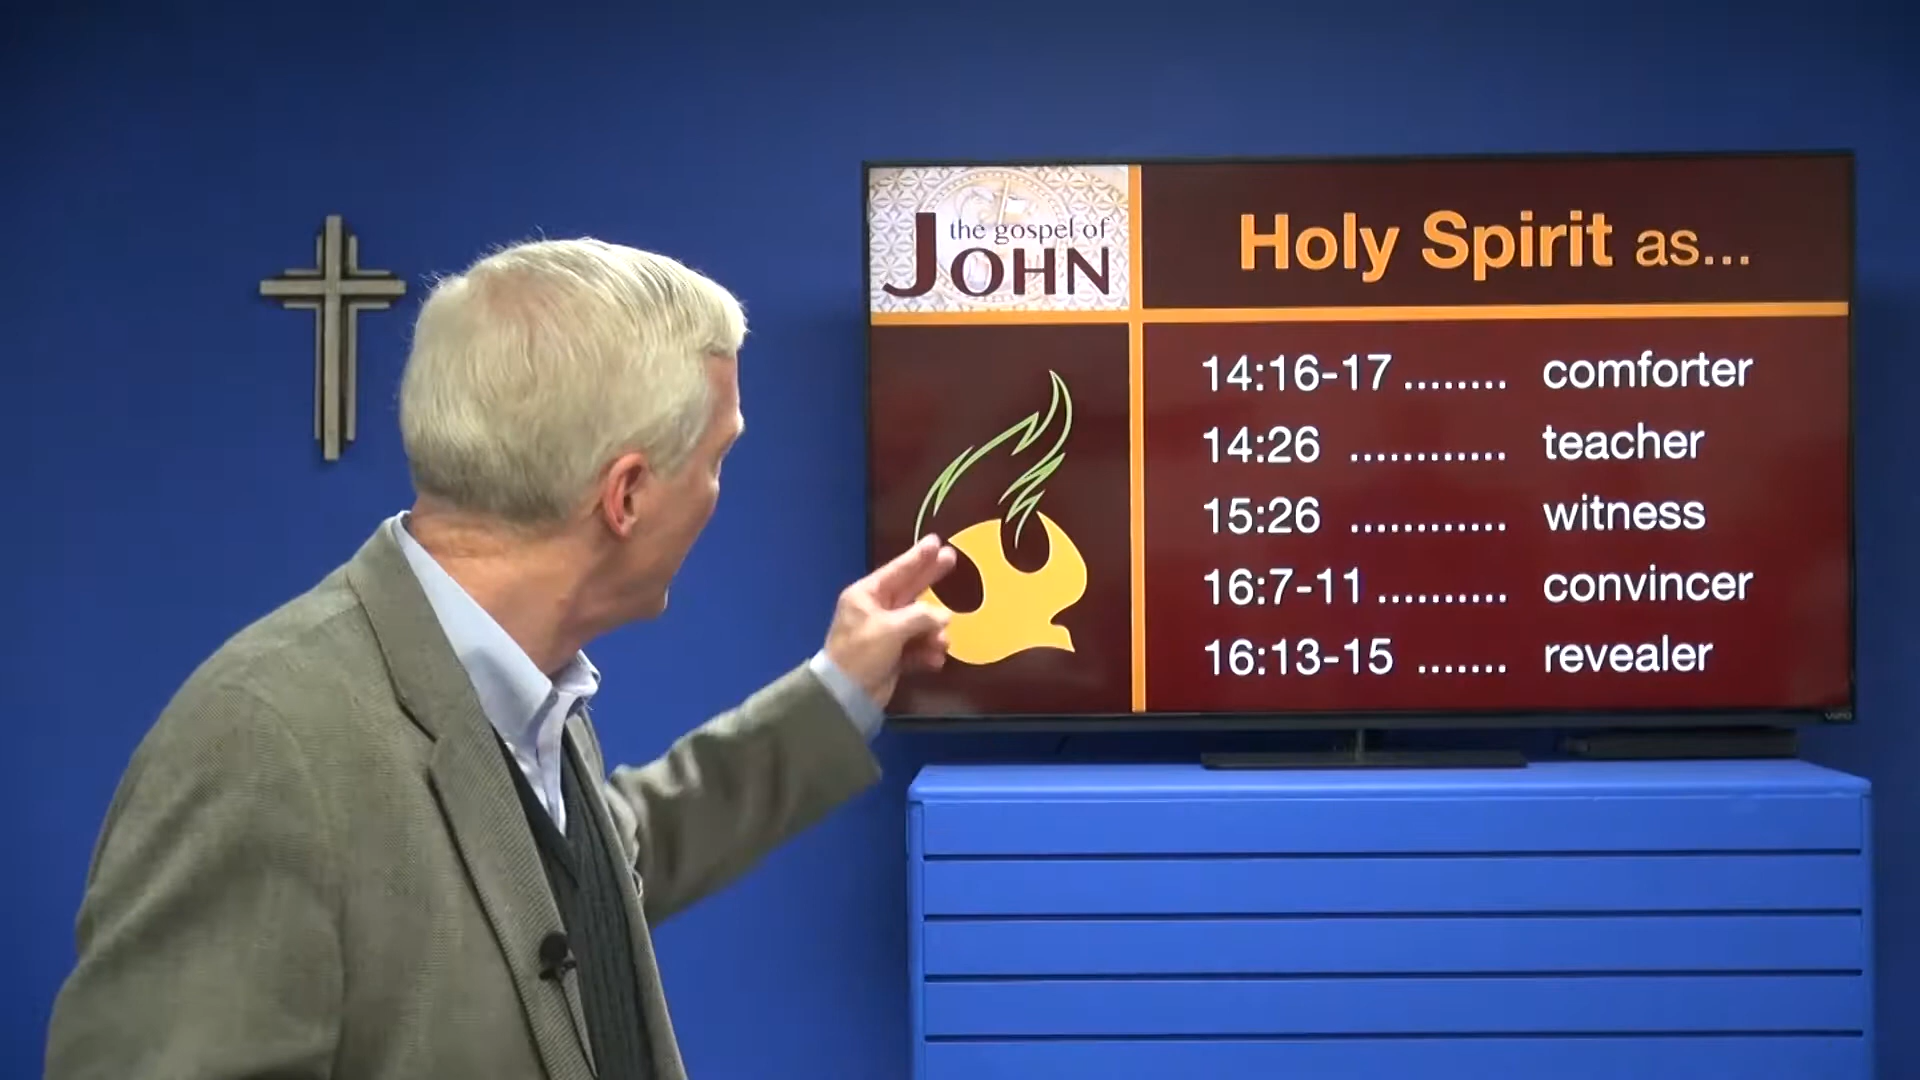 the gospel of
JOHN
Holy Spirit as...
14:16-17 ........ comforter
14:26 ............ teacher
15:26 ............ witness
16:7-11 .......... convincer
16:13-15 ....... revealer
VIZIO